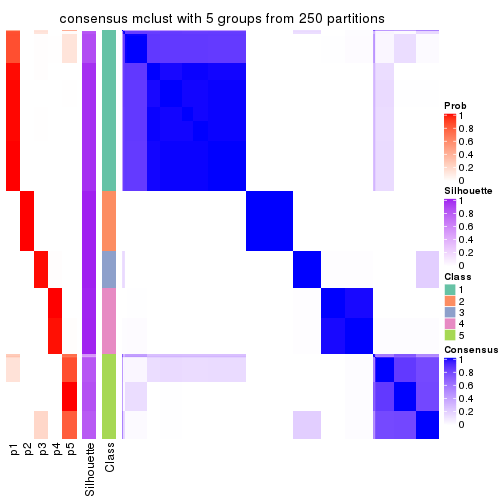 consensus mclust with 5 groups from 250 partitions
Prob
1
0.8
0.6
0.4
0.2
0
Silhouette
1
0.8
0.6
0.4
0.2
0
Class
1
2
3
4
5
Consensus
1
0.8
0.6
0.4
0.2
0
p1
p2
p3
p4
p5
Silhouette
Class